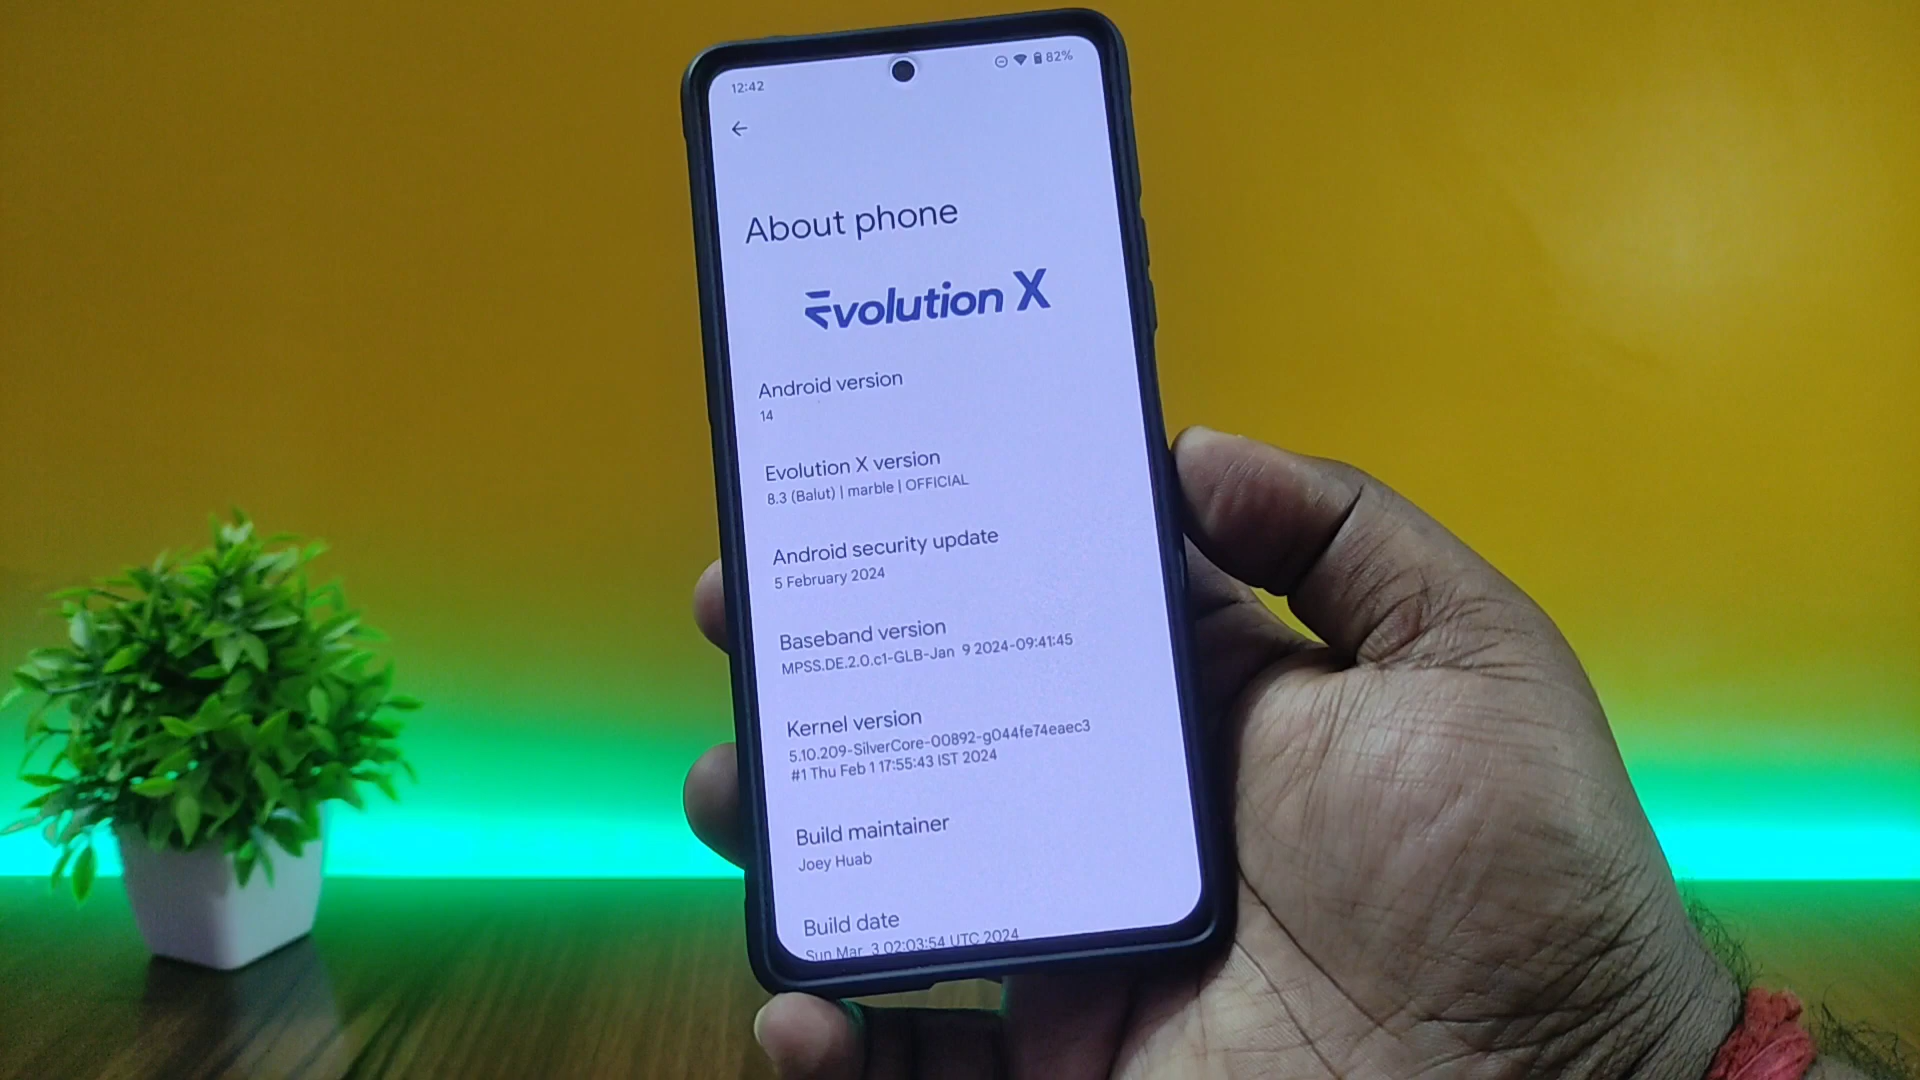 12:42
82%
About phone
Evolution X
Android version
14
Evolution X version
8.3 (Balut) | marble | OFFICIAL
Android security update
5 February 2024
Baseband version
MPSS.DE.2.0.c1-GLB-Jan 9 2024-09:41:45
Kernel version
5.10.209-SilverCore-00892-g044fe74eaec3
#1 Thu Feb 1 17:55:43 IST 2024
Build maintainer
Joey Huab
Build date
Sun Mar 3 02:03:54 UTC 2024